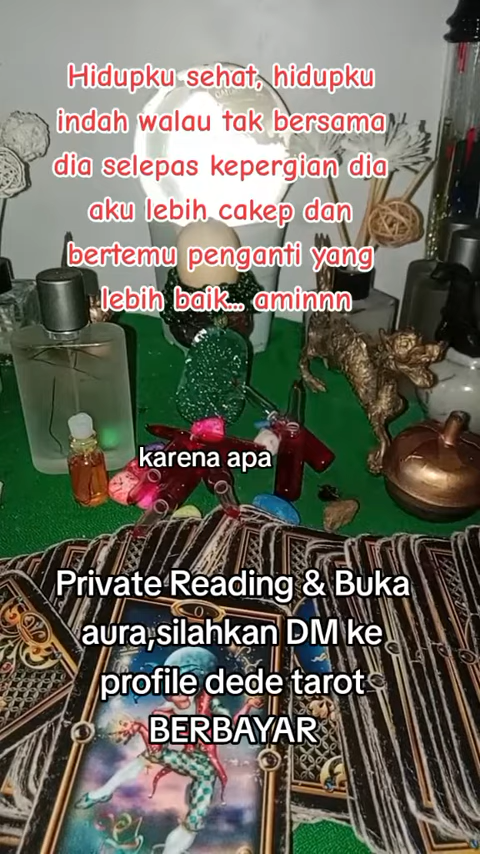 Hidupku sehat, hidupku
indah walau tak bersama
dia selepas kepergian dia
aku lebih cakep dan
bertemu penganti yang
lebih baik... aminnn
karena apa
Private Reading & Buka
aura,silahkan DM ke
profile dede tarot
BERBAYAR
0